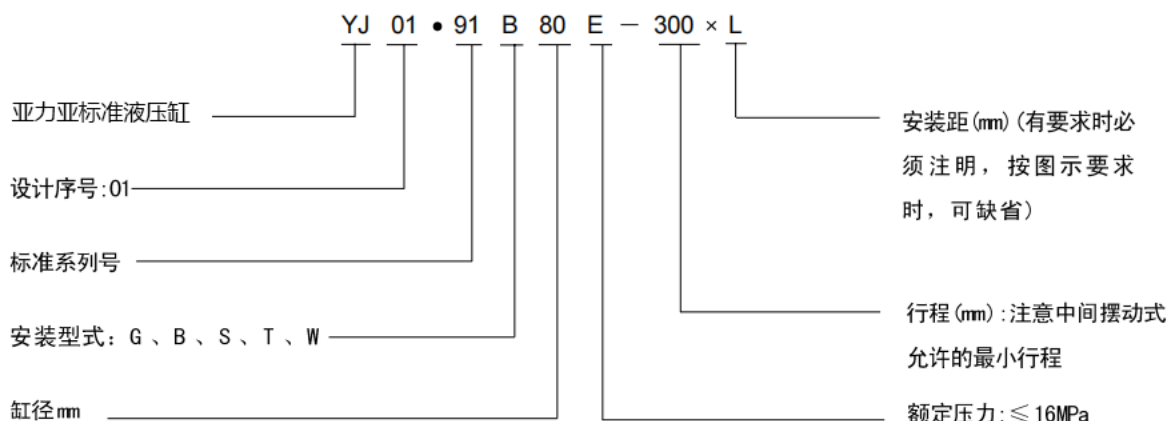 YJ 01 • 91 B 80 E － 300 × L
亚力亚标准液压缸
设计序号:01
标准系列号
安装型式: G 、B 、S 、T 、W
缸径mm
安装距(mm)(有要求时必
须注明，按图示要求
时，可缺省)
行程(mm):注意中间摆动式
允许的最小行程
额定压力:≤16MPa